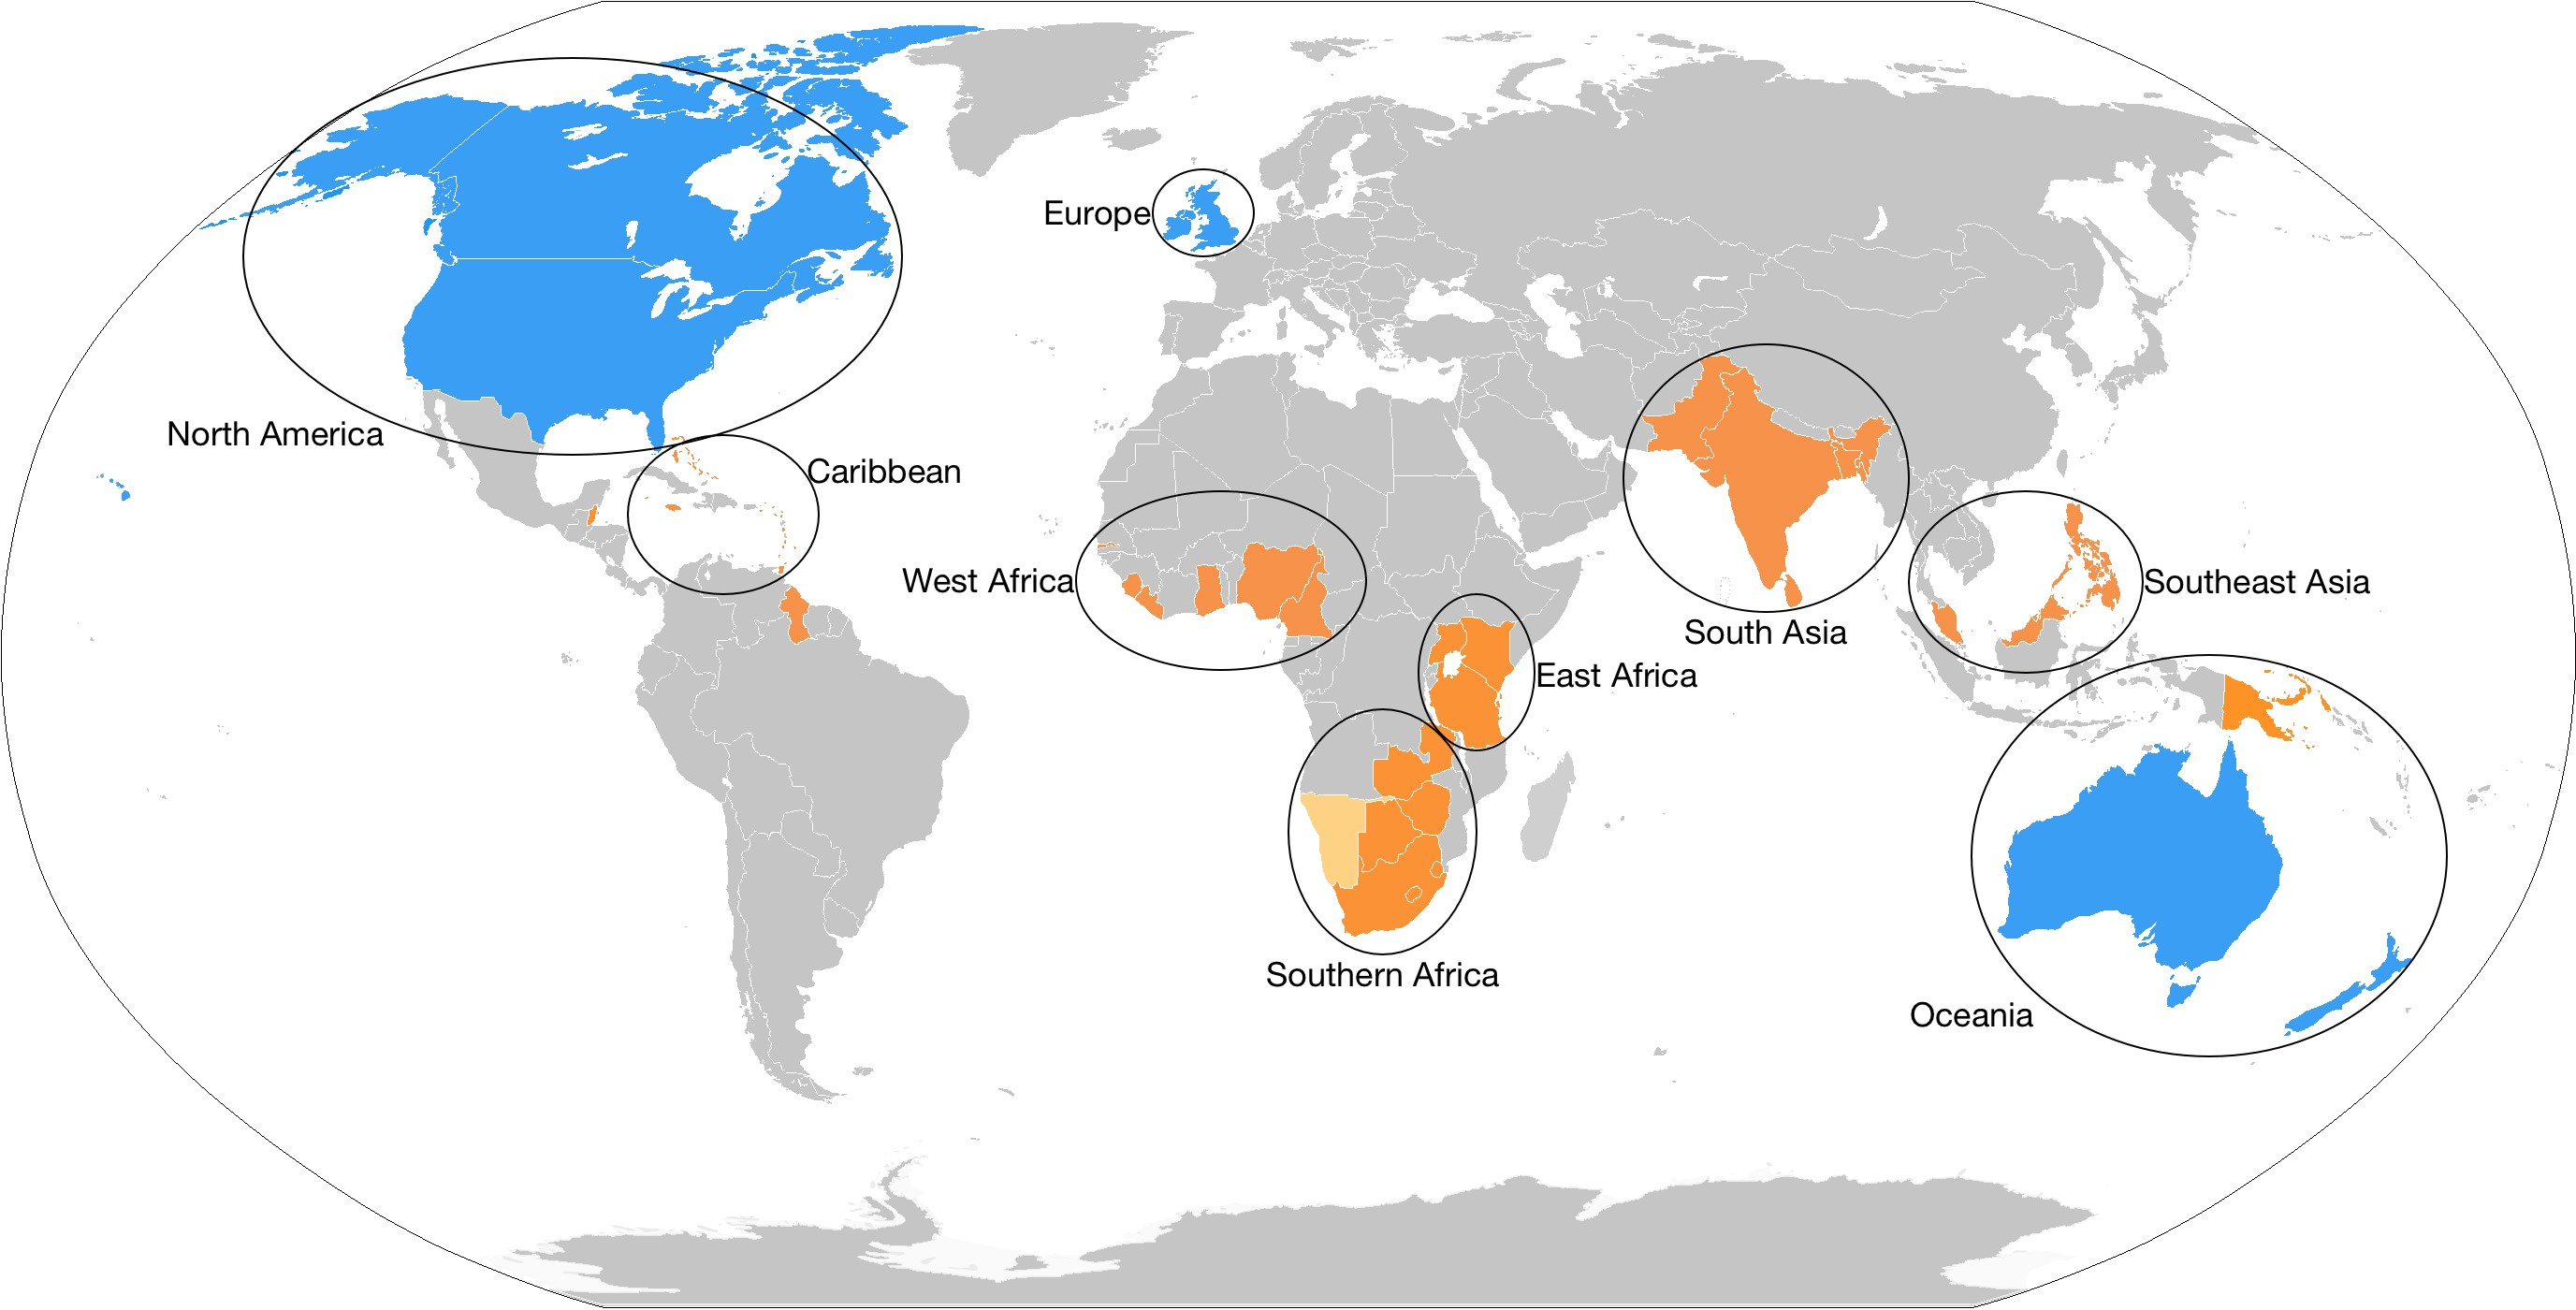 Europe
North America
Caribbean
West Africa
Southeast Asia
South Asia
East Africa
Southern Africa
Oceania